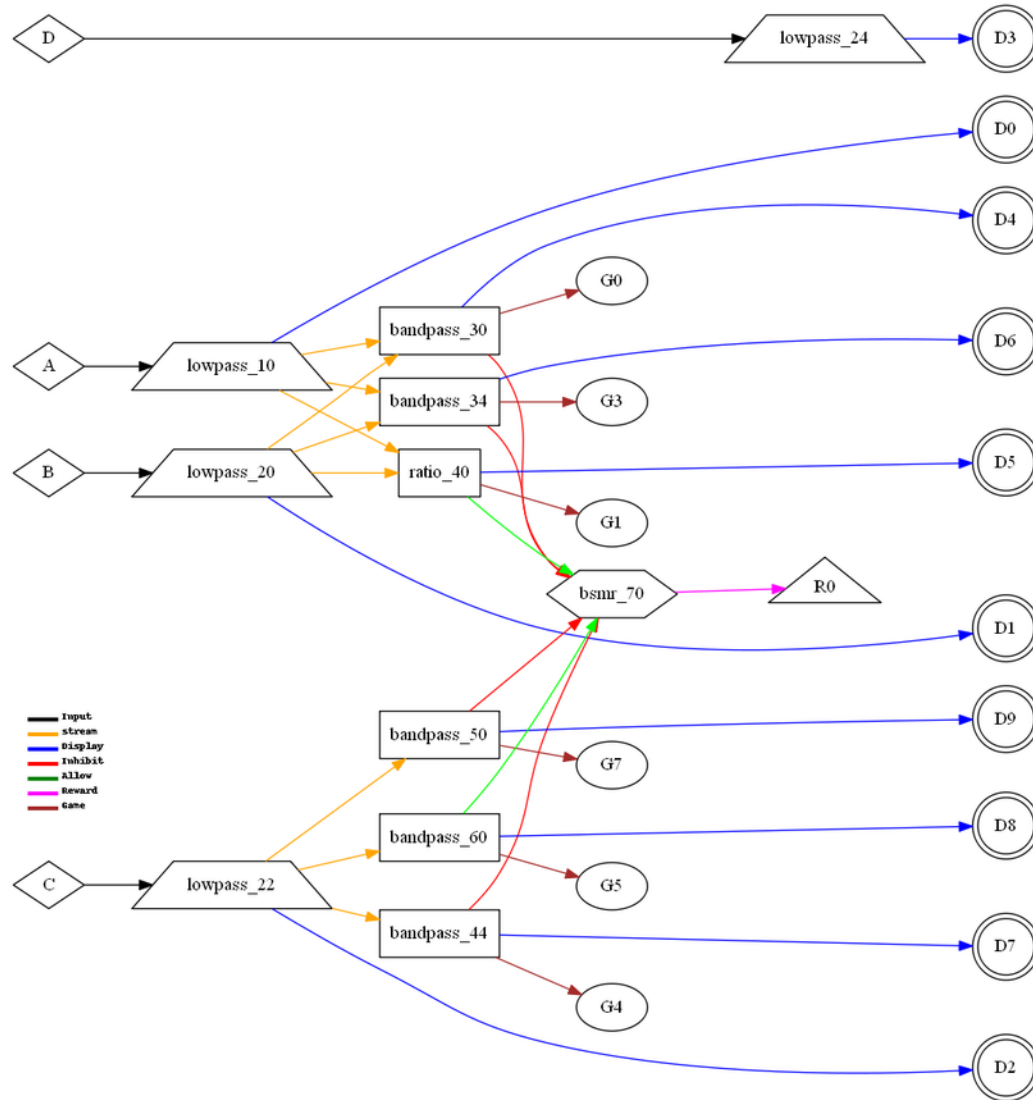 D
lowpass_24
D3
D0
D4
G0
bandpass_30
D6
A
lowpass_10
bandpass_34
G3
B
lowpass_20
ratio_40
D5
G1
bsmr_70
R0
D1
Input
stream
Display
Inhibit
Allow
Reward
Game
bandpass_50
D9
G7
bandpass_60
D8
C
lowpass_22
G5
bandpass_44
D7
G4
D2